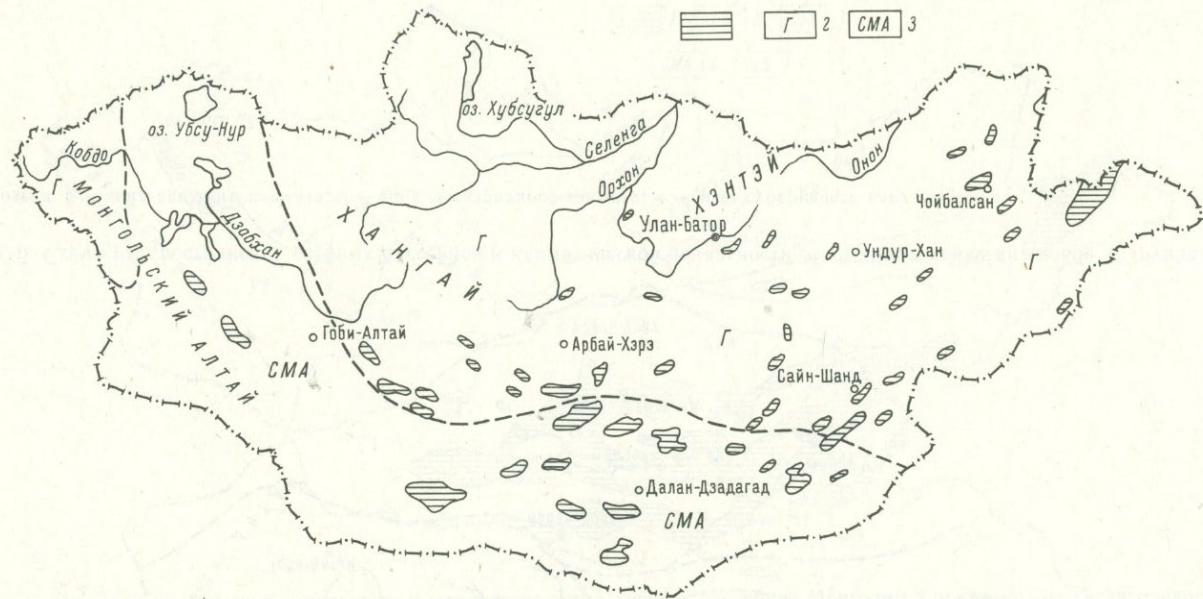 Г 2 СМА 3
оз. Хубсугул
оз. Убсу-Нур
Кобдо
Г
Селенга
Орхон
Онон
ХЭНТЭЙ
МОНГОЛЬСКИЙ АЛТАЙ
Дзабхан
ХАНГАЙ
Г
Улан-Батор
Чойбалсан
Ундур-Хан
Г
Гоби-Алтай
Арбай-Хэрэ
Г
СМА
Сайн-Шанд
Далан-Дзадагад
СМА